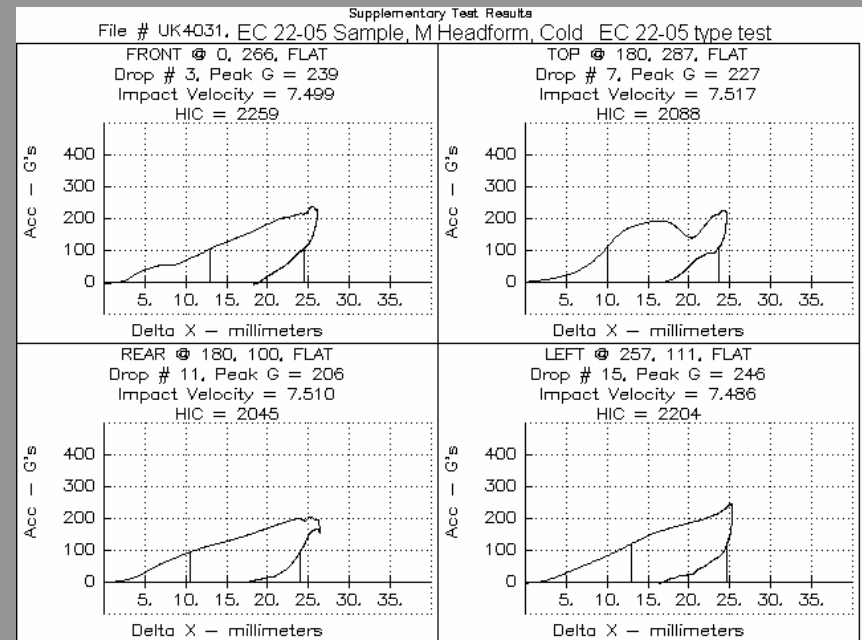 Supplementary Test Results
File # UK4031. EC 22-05 Sample, M Headform, Cold EC 22-05 type test
FRONT @ 0, 266, FLAT
Drop # 3, Peak G = 239
Impact Velocity = 7.499
HIC = 2259
Acc – G's
400
300
200
100
0
5. 10. 15. 20. 25. 30. 35.
Delta X – millimeters
TOP @ 180, 287, FLAT
Drop # 7, Peak G = 227
Impact Velocity = 7.517
HIC = 2088
Acc – G's
400
300
200
100
0
5. 10. 15. 20. 25. 30. 35.
Delta X – millimeters
REAR @ 180, 100, FLAT
Drop # 11, Peak G = 206
Impact Velocity = 7.510
HIC = 2045
Acc – G's
400
300
200
100
0
5. 10. 15. 20. 25. 30. 35.
Delta X – millimeters
LEFT @ 257, 111, FLAT
Drop # 15, Peak G = 246
Impact Velocity = 7.486
HIC = 2204
Acc – G's
400
300
200
100
0
5. 10. 15. 20. 25. 30. 35.
Delta X – millimeters